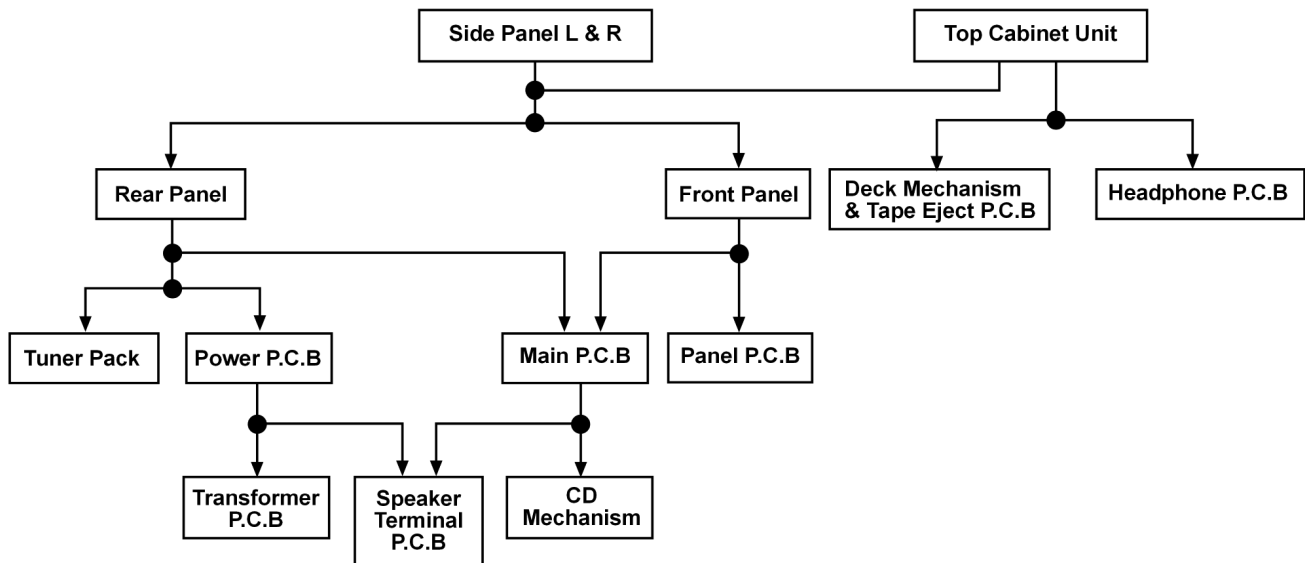 Side Panel L & R
Top Cabinet Unit
Rear Panel
Front Panel
Deck Mechanism
& Tape Eject P.C.B
Headphone P.C.B
Tuner Pack
Power P.C.B
Main P.C.B
Panel P.C.B
Transformer
P.C.B
Speaker
Terminal
P.C.B
CD
Mechanism